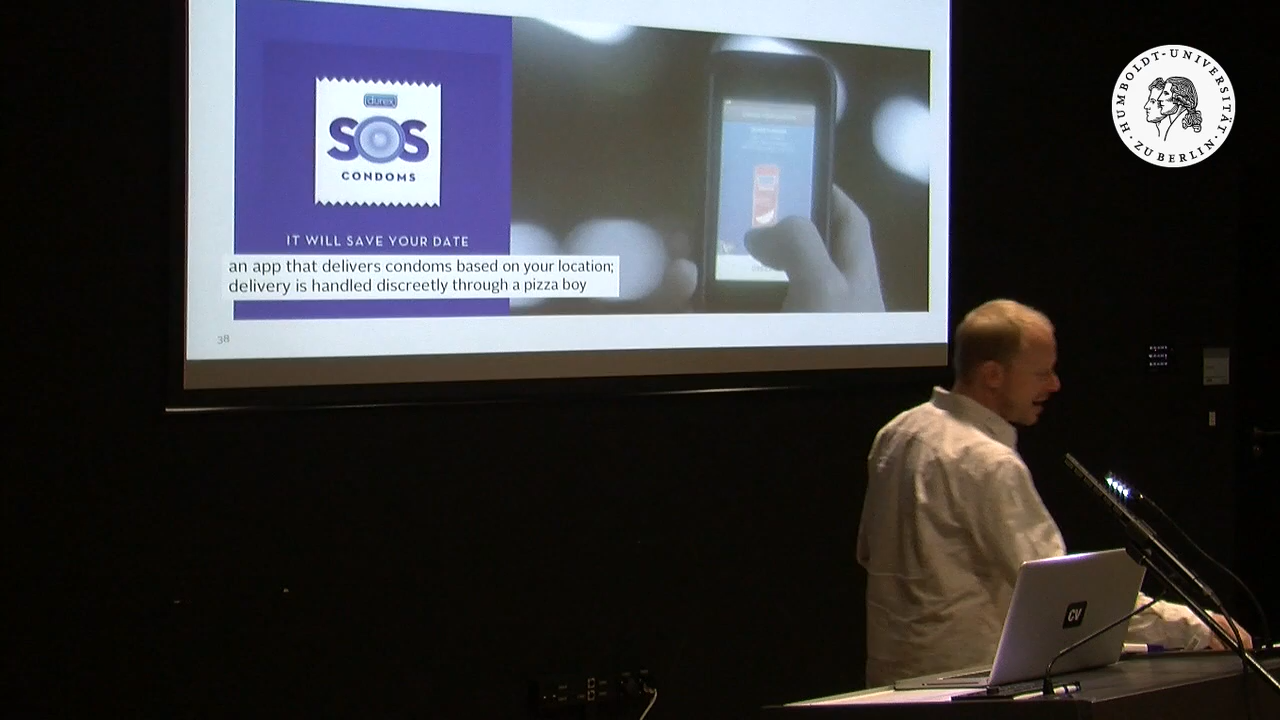 durex
SOS
CONDOMS
IT WILL SAVE YOUR DATE
an app that delivers condoms based on your location;
delivery is handled discreetly through a pizza boy
38
HUMBOLDT-UNIVERSITÄT
· ZU BERLIN ·
CV